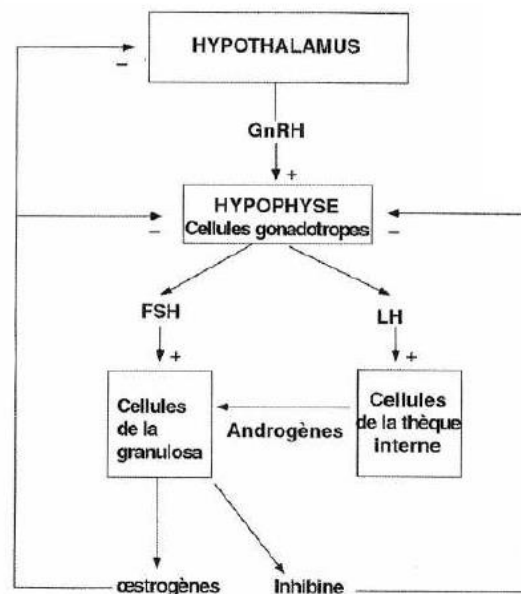 HYPOTHALAMUS
−
GnRH
+
HYPOPHYSE
Cellules gonadotropes
−
−
FSH
LH
+
+
Cellules
de la
granulosa
Androgènes
Cellules
de la thèque
interne
œstrogènes
Inhibine